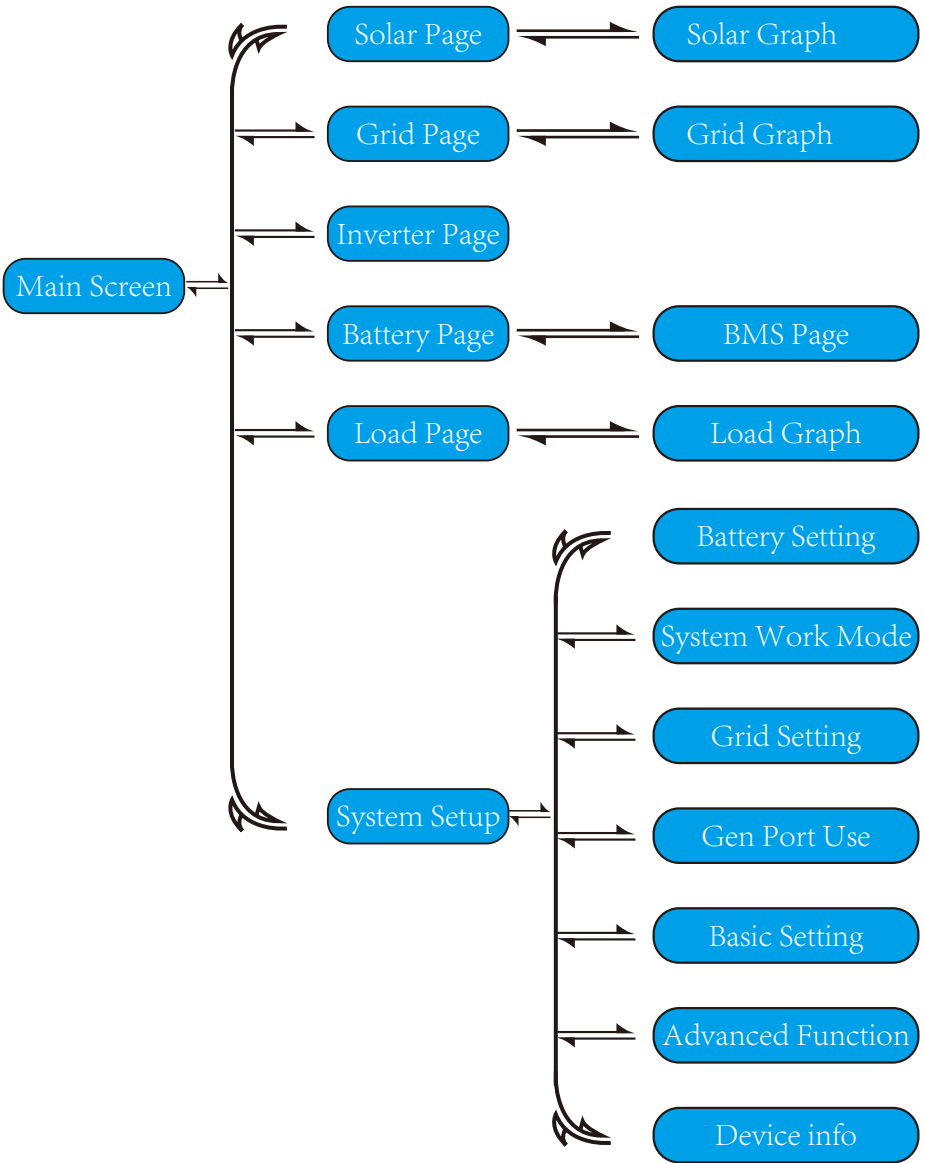 Solar Page
Solar Graph
Grid Page
Grid Graph
Inverter Page
Main Screen
Battery Page
BMS Page
Load Page
Load Graph
Battery Setting
System Work Mode
Grid Setting
System Setup
Gen Port Use
Basic Setting
Advanced Function
Device info